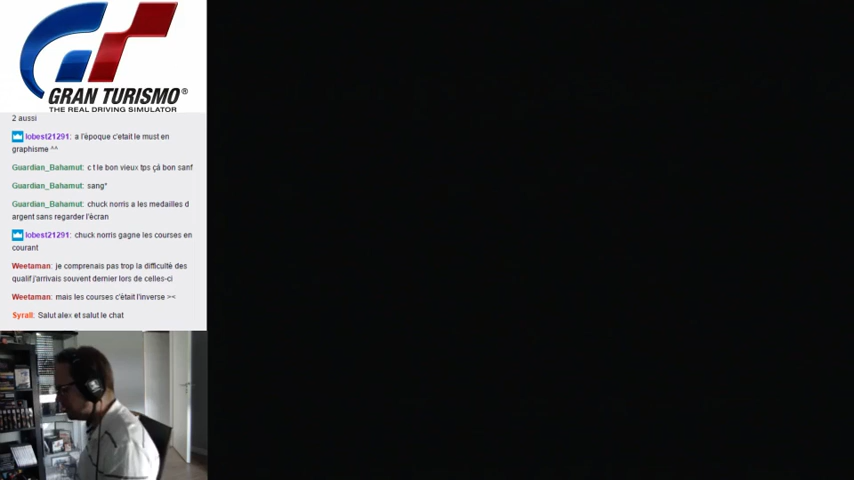 GRAN TURISMO®
THE REAL DRIVING SIMULATOR
2 aussi
lobest21291: a l'époque c'etait le must en
graphisme ^^
Guardian_Bahamut: c t le bon vieux tps çà bon sanf
Guardian_Bahamut: sang*
Guardian_Bahamut: chuck norris a les medailles d
argent sans regarder l'écran
lobest21291: chuck norris gagne les courses en
courant
Weetaman: je comprenais pas trop la difficulté des
qualif j'arrivais souvent dernier lors de celles-ci
Weetaman: mais les courses c'était l'inverse ><
Syrall: Salut alex et salut le chat